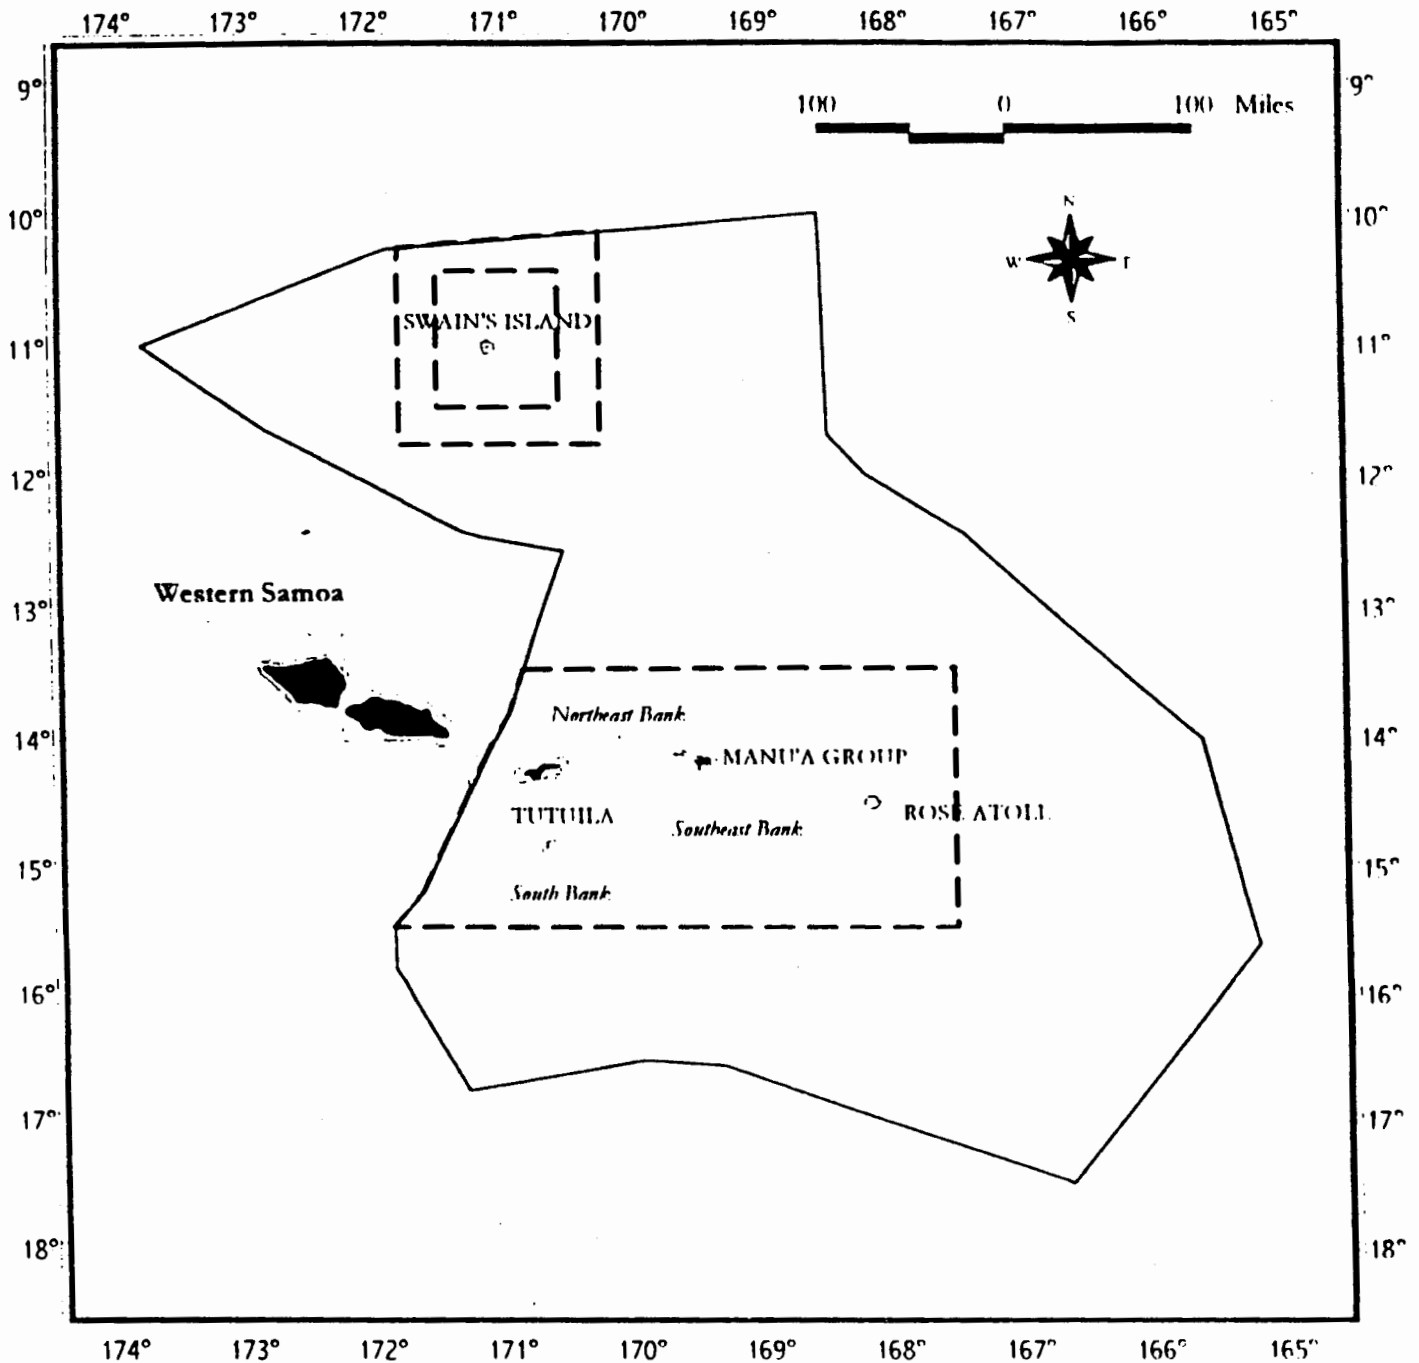 174° 173° 172° 171° 170° 169° 168° 167° 166° 165°
9° 9°
100 0 100 Miles
N
10° 10°
W E
S
SWAIN'S ISLAND
11° 11°
12° 12°
Western Samoa
13° 13°
Northeast Bank
14° 14°
MANU'A GROUP
ROSE ATOLL
TUTUILA
Southeast Bank
15° 15°
South Bank
16° 16°
17° 17°
18° 18°
174° 173° 172° 171° 170° 169° 168° 167° 166° 165°